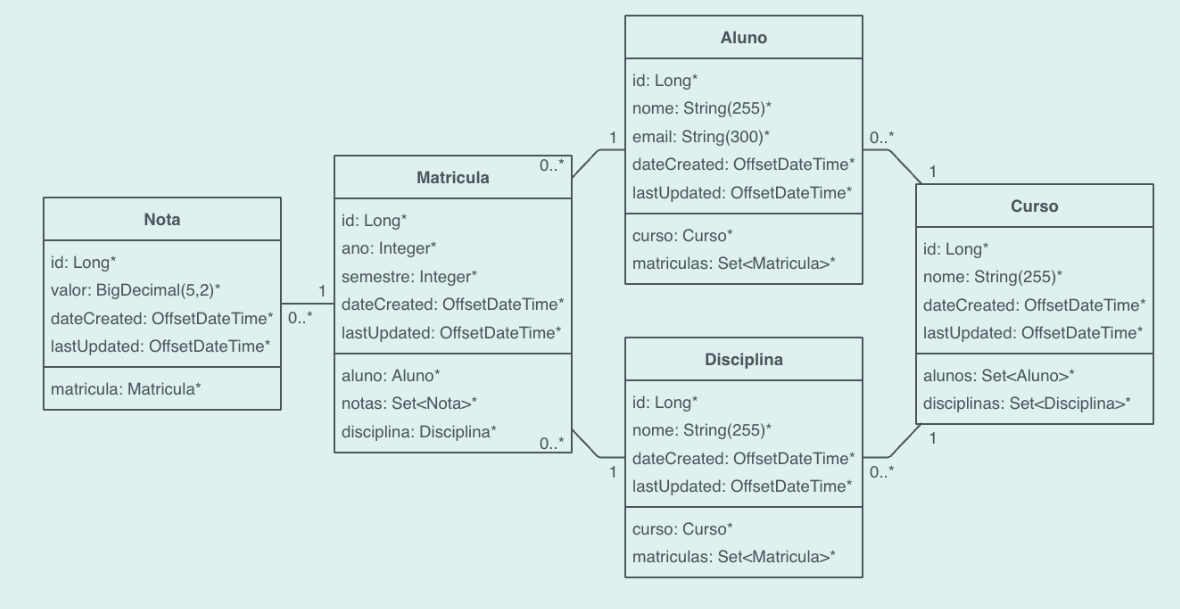 Nota
id: Long*
valor: BigDecimal(5,2)*
dateCreated: OffsetDateTime*
lastUpdated: OffsetDateTime*
matricula: Matricula*
1
0..*
Matricula
id: Long*
ano: Integer*
semestre: Integer*
dateCreated: OffsetDateTime*
lastUpdated: OffsetDateTime*
aluno: Aluno*
notas: Set<Nota>*
disciplina: Disciplina*
0..*
1
0..*
1
Aluno
id: Long*
nome: String(255)*
email: String(300)*
dateCreated: OffsetDateTime*
lastUpdated: OffsetDateTime*
curso: Curso*
matriculas: Set<Matricula>*
0..*
1
Disciplina
id: Long*
nome: String(255)*
dateCreated: OffsetDateTime*
lastUpdated: OffsetDateTime*
curso: Curso*
matriculas: Set<Matricula>*
0..*
1
Curso
id: Long*
nome: String(255)*
dateCreated: OffsetDateTime*
lastUpdated: OffsetDateTime*
alunos: Set<Aluno>*
disciplinas: Set<Disciplina>*